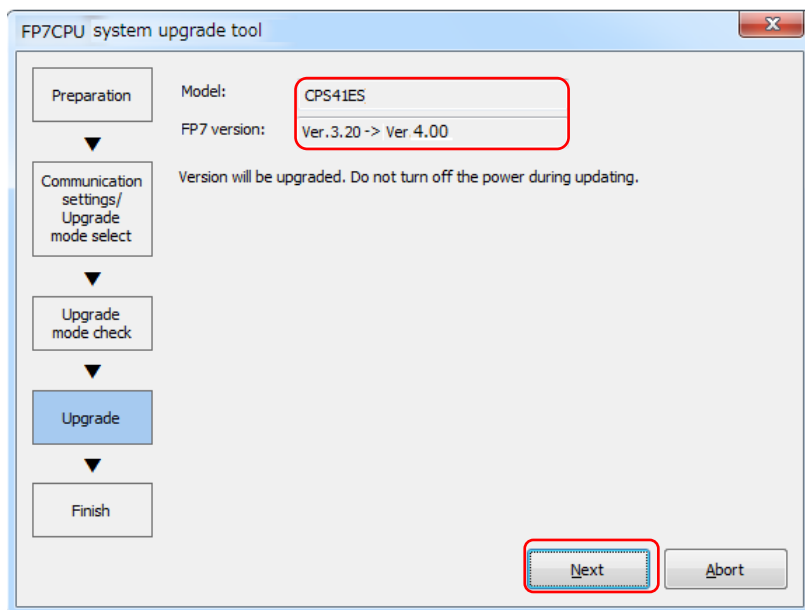 FP7CPU system upgrade tool
Preparation
Communication
settings/
Upgrade
mode select
Upgrade
mode check
Upgrade
Finish
Model:
CPS41ES
FP7 version:
Ver.3.20 -> Ver 4.00
Version will be upgraded. Do not turn off the power during updating.
Next
Abort